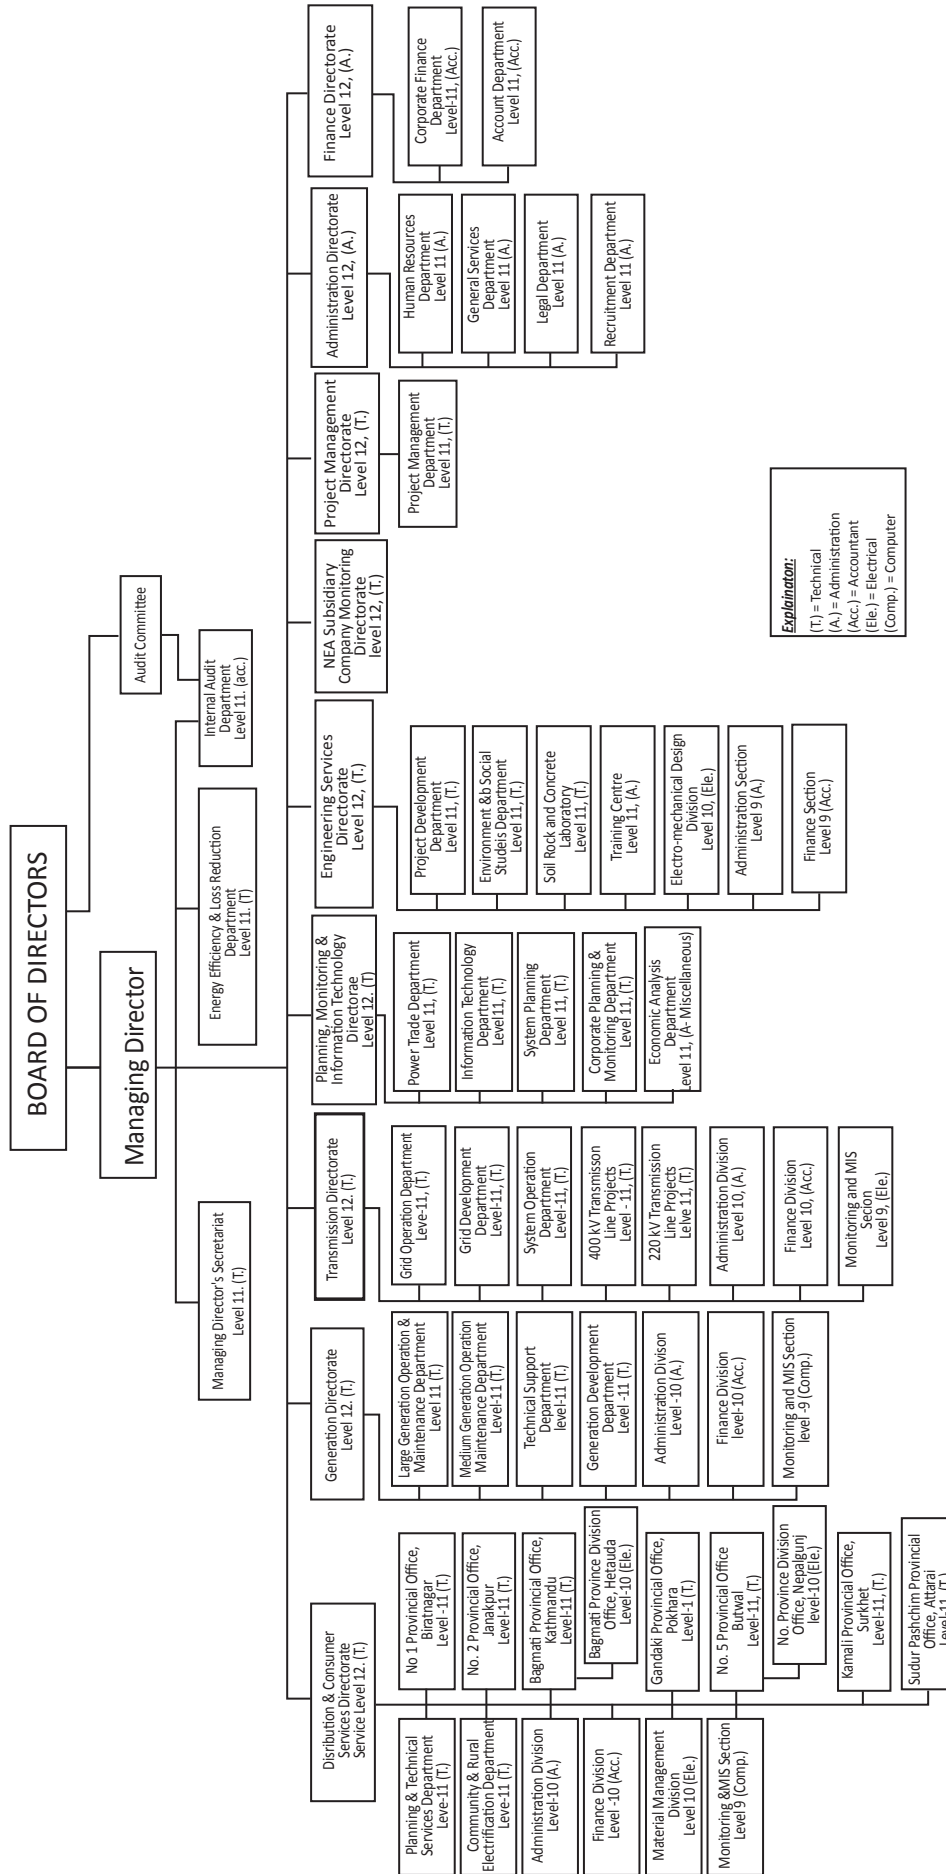 BOARD OF DIRECTORS
Managing Director
Audit Committee
Managing Director's Secretariat
Level 11. (T.)
Energy Efficiency & Loss Reduction
Department
Level 11. (T)
Internal Audit
Department
Level 11. (acc.)
Disribution & Consumer
Services Directorate
Service Level 12. (T.)
Planning & Technical
Services Department
Leve-11 (T.)
Community & Rural
Electrification Department
Leve-11 (T.)
Administration Division
Level-10 (A.)
Finance Division
Level -10 (Acc.)
Material Management
Division
Level 10 (Ele.)
Monitoring &MIS Section
Level 9 (Comp.)
No 1 Provincial Office,
Biratnagar
Level -11 (T.)
No. 2 Provincial Office,
Janakpur
Level-11 (T.)
Bagmati Provincial Office,
Kathmandu
Level-11 (T.)
Bagmati Province Division
Office, Hetauda
Level-10 (Ele.)
Gandaki Provincial Office,
Pokhara
Level-1 (T.)
No. 5 Provincial Office
Butwal
Level-11, (T.)
No. Province Division
Office, Nepalgunj
level-10 (Ele.)
Kamali Provincial Office,
Surkhet
Level-11, (T.)
Sudur Pashchim Provincial
Office, Attarai
Level-11, (T.)
Generation Directorate
Level 12. (T.)
Large Generation Operation &
Maintenance Department
Level 11 (T.)
Medium Generation Operation
Maintenance Department
Level-11 (T.)
Technical Support
Department
level-11 (T.)
Generation Development
Department
Level -11 (T.)
Administration Divison
Level -10 (A.)
Finance Division
level-10 (Acc.)
Monitoring and MIS Section
level -9 (Comp.)
Transmission Directorate
Level 12. (T.)
Grid Operation Department
Leve-11, (T.)
Grid Development
Department
Level-11, (T.)
System Operation
Department
Level-11, (T.)
400 kV Transmisson
Line Projects
Level - 11, (T.)
220 kV Transmission
Line Projects
Lelve 11, (T.)
Administration Division
Level 10, (A.)
Finance Division
Level 10, (Acc.)
Monitoring and MIS
Secion
Level 9, (Ele.)
Planning, Monitoring &
Information Technology
Directorae
Level 12. (T)
Power Trade Department
Level 11, (T.)
Information Technology
Department
Level11, (T.)
System Planning
Department
Level 11, (T.)
Corporate Planning &
Monitoring Department
Level 11, (T.)
Economic Analysis
Department
Level 11, (A- Miscellaneous)
Engineering Services
Directorate
Level 12, (T.)
Project Development
Department
Level 11, (T.)
Environment &b Social
Studeis Department
Level 11, (T.)
Soil Rock and Concrete
Laboratory
Level 11, (T.)
Training Centre
Level 11, (A.)
Electro-mechanical Design
Division
Level 10, (Ele.)
Administration Section
Level 9 (A.)
Finance Section
Level 9 (Acc.)
NEA Subsidiary
Company Monitoring
Directorate
level 12, (T.)
Project Management
Directorate
Level 12, (T.)
Project Management
Department
Level 11, (T.)
Administration Directorate
Level 12, (A.)
Human Resources
Department
Level 11 (A.)
General Services
Department
Level 11 (A.)
Legal Department
Level 11 (A.)
Recruitment Department
Level 11 (A.)
Finance Directorate
Level 12, (A.)
Corporate Finance
Department
Level-11, (Acc.)
Account Department
Level 11, (Acc.)
Explainaton:
(T.) = Technical
(A.) = Administration
(Acc.) = Accountant
(Ele.) = Electrical
(Comp.) = Computer